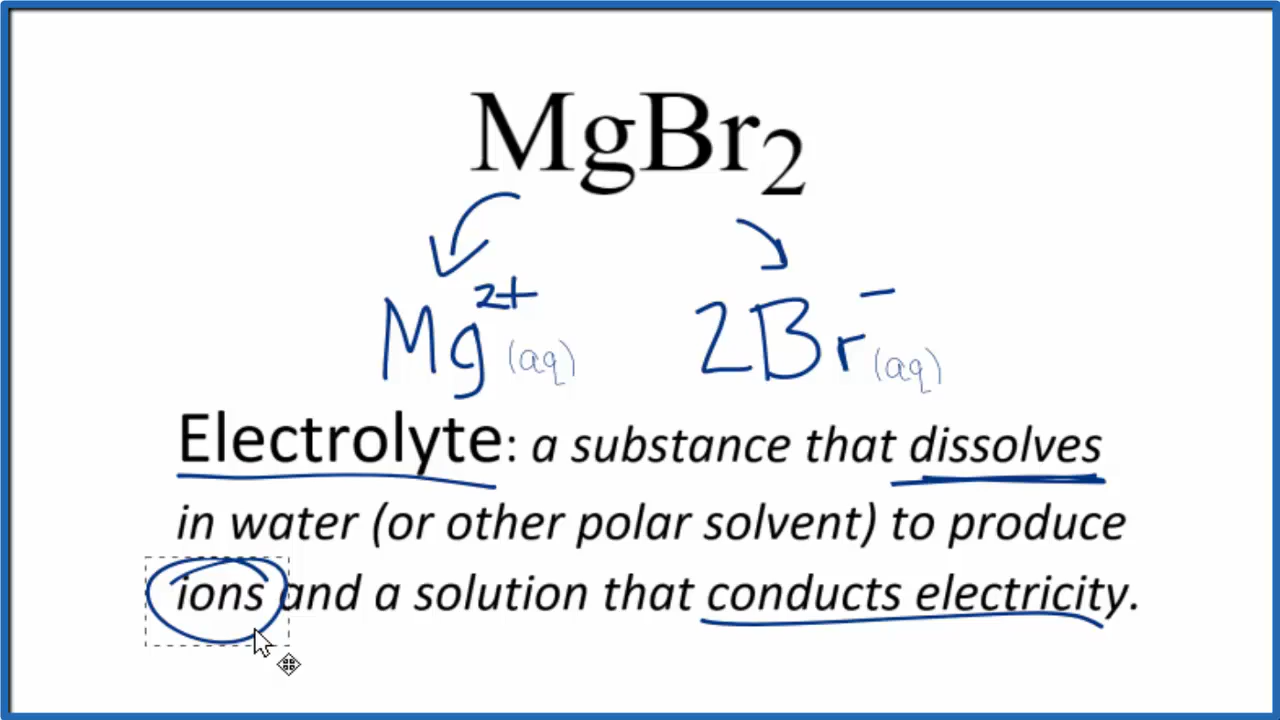 MgBr₂
Mg²⁺(aq) 2Br⁻(aq)
Electrolyte: a substance that dissolves
in water (or other polar solvent) to produce
ions and a solution that conducts electricity.